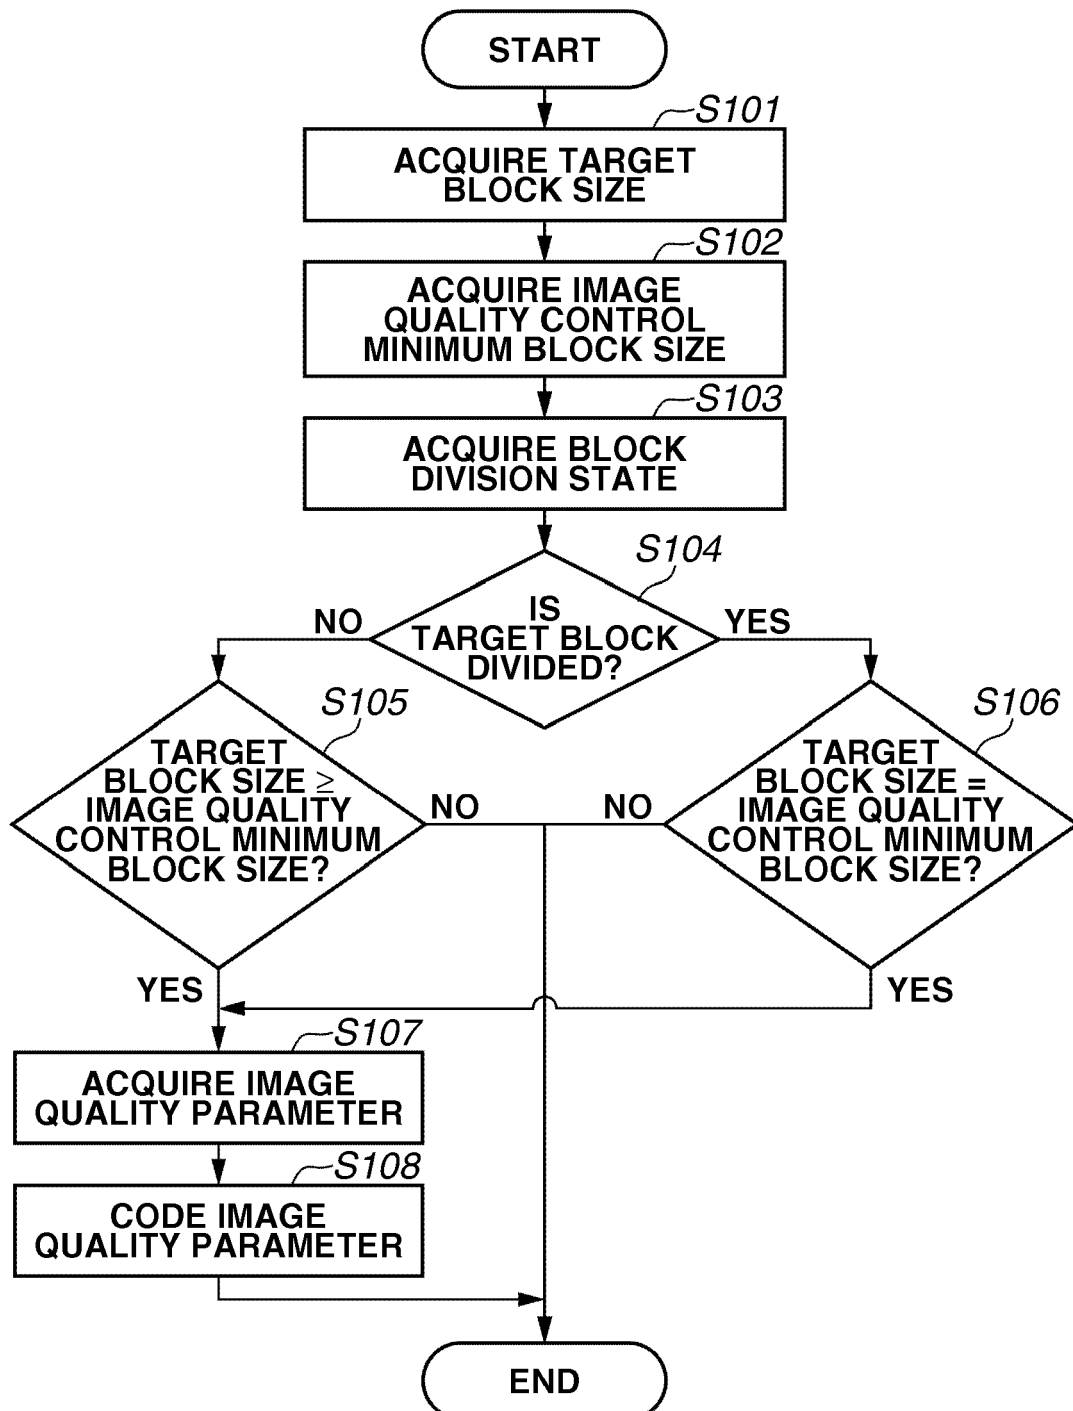 START
S101
ACQUIRE TARGET
BLOCK SIZE
S102
ACQUIRE IMAGE
QUALITY CONTROL
MINIMUM BLOCK SIZE
S103
ACQUIRE BLOCK
DIVISION STATE
S104
IS
TARGET BLOCK
DIVIDED?
NO
YES
S105
TARGET
BLOCK SIZE ≥
IMAGE QUALITY
CONTROL MINIMUM
BLOCK SIZE?
NO
YES
S106
TARGET
BLOCK SIZE =
IMAGE QUALITY
CONTROL MINIMUM
BLOCK SIZE?
NO
YES
S107
ACQUIRE IMAGE
QUALITY PARAMETER
S108
CODE IMAGE
QUALITY PARAMETER
END